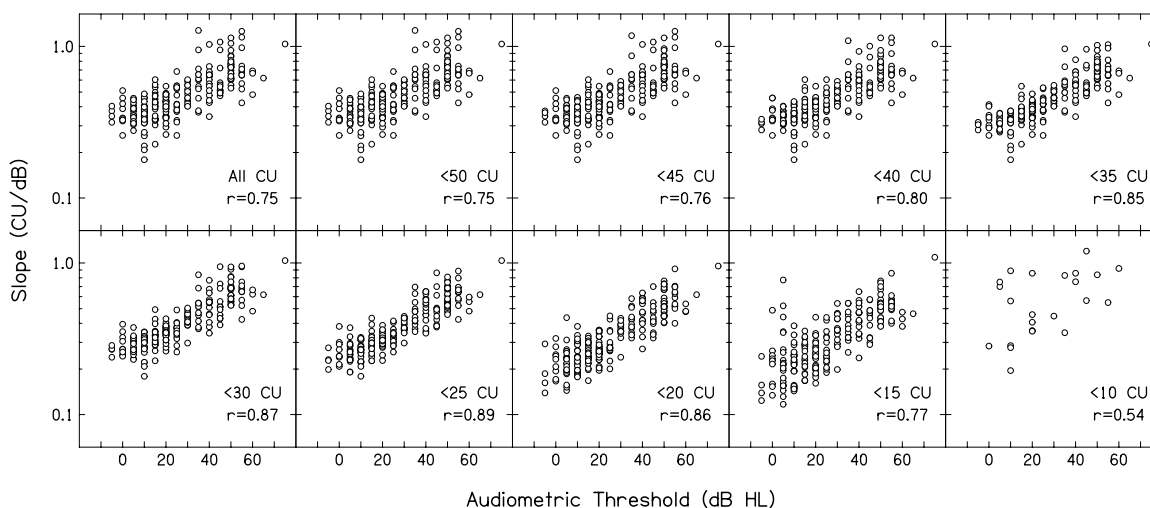 1.0
0.1
All CU
r=0.75
<50 CU
r=0.75
<45 CU
r=0.76
<40 CU
r=0.80
<35 CU
r=0.85
Slope (CU/dB)
1.0
0.1
<30 CU
r=0.87
<25 CU
r=0.89
<20 CU
r=0.86
<15 CU
r=0.77
<10 CU
r=0.54
0 20 40 60 0 20 40 60 0 20 40 60 0 20 40 60 0 20 40 60
Audiometric Threshold (dB HL)